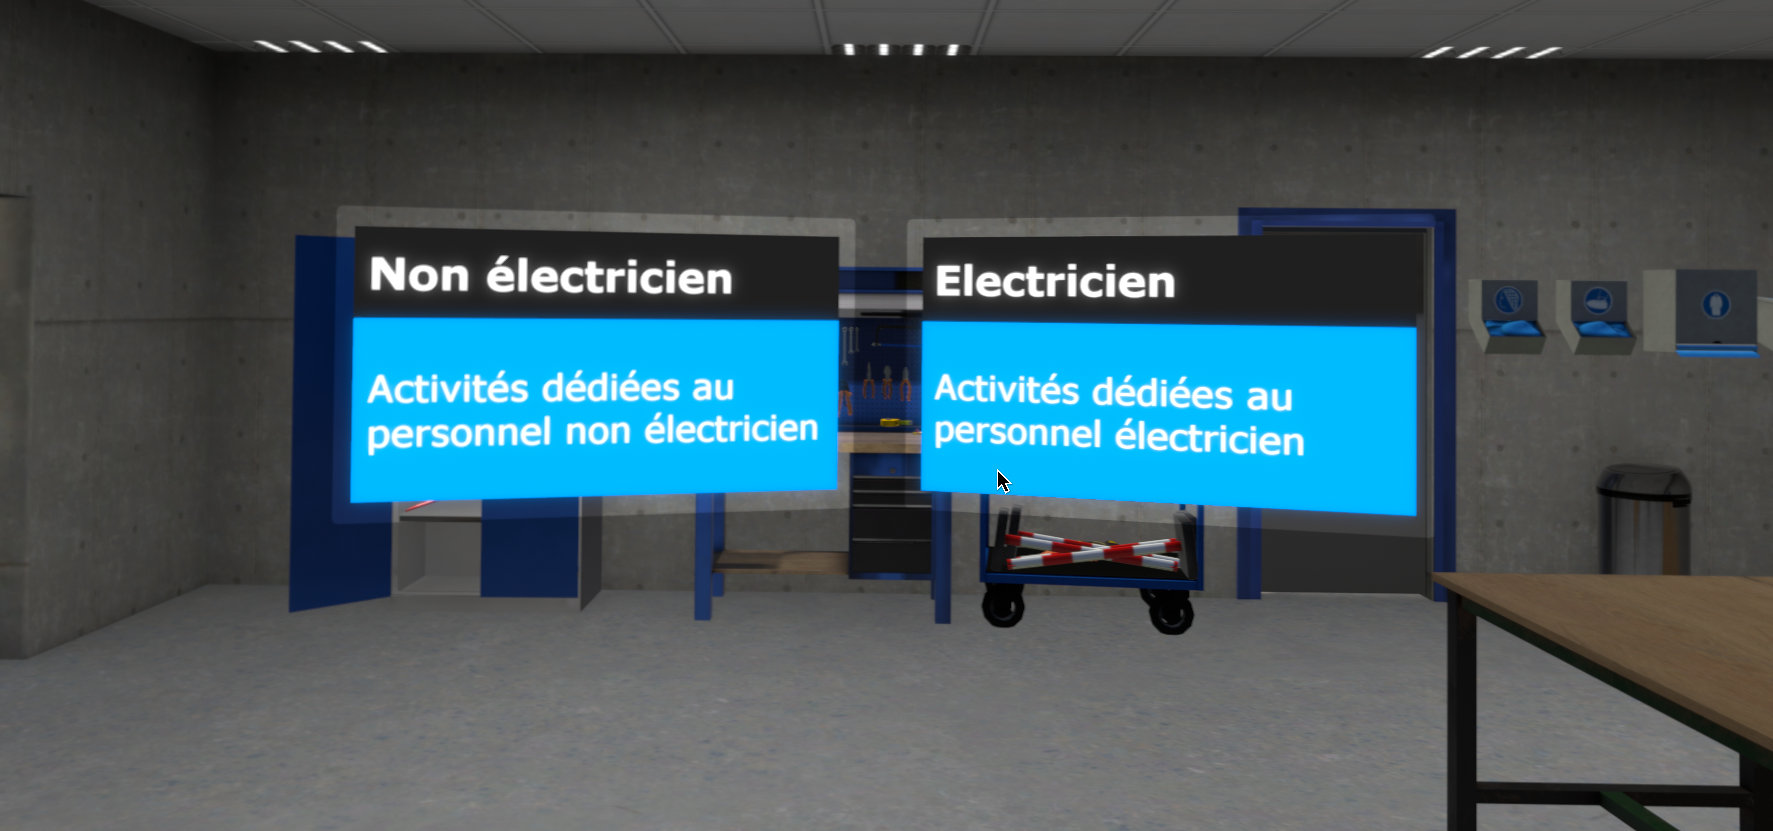 Non électricien
Activités dédiées au
personnel non électricien
Electricien
Activités dédiées au
personnel électricien